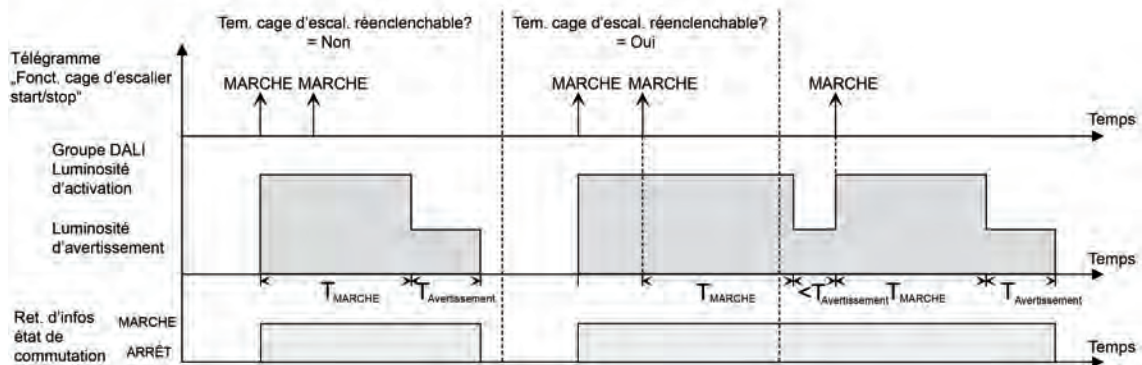 Tem. cage d'escal. réenclenchable?
= Non
Tem. cage d'escal. réenclenchable?
= Oui
Télégramme
„Fonct. cage d'escalier
start/stop“
MARCHE MARCHE
MARCHE MARCHE
MARCHE
Temps
Groupe DALI
Luminosité
d'activation
Luminosité
d'avertissement
Temps
TMARCHE
TAvertissement
TMARCHE
<TAvertissement
TMARCHE
TAvertissement
Ret. d'infos
état de
commutation
MARCHE
ARRÊT
Temps